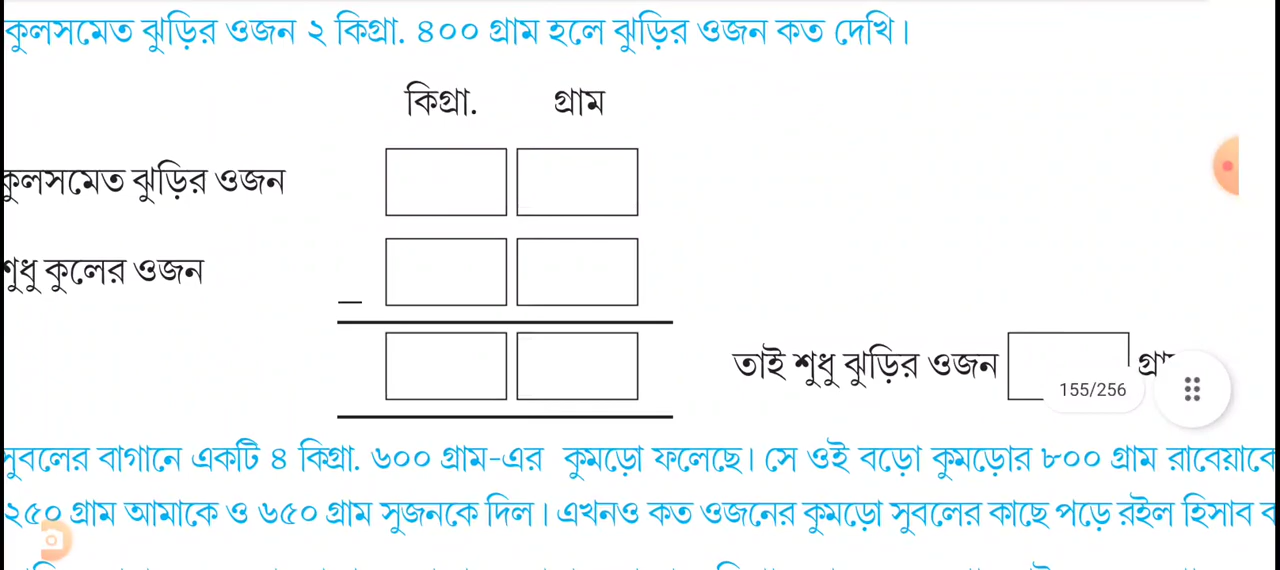 কুলসমেত ঝুড়ির ওজন ২ কিগ্রা. ৪০০ গ্রাম হলে ঝুড়ির ওজন কত দেখি।
কিগ্রা. গ্রাম
কুলসমেত ঝুড়ির ওজন
শুধু কুলের ওজন
—
তাই শুধু ঝুড়ির ওজন
155/256
সুবলের বাগানে একটি ৪ কিগ্রা. ৬০০ গ্রাম-এর কুমড়ো ফলেছে। সে ওই বড়ো কুমড়োর ৮০০ গ্রাম রাবেয়াকে
২৫০ গ্রাম আমাকে ও ৬৫০ গ্রাম সুজনকে দিল। এখনও কত ওজনের কুমড়ো সুবলের কাছে পড়ে রইল হিসাব